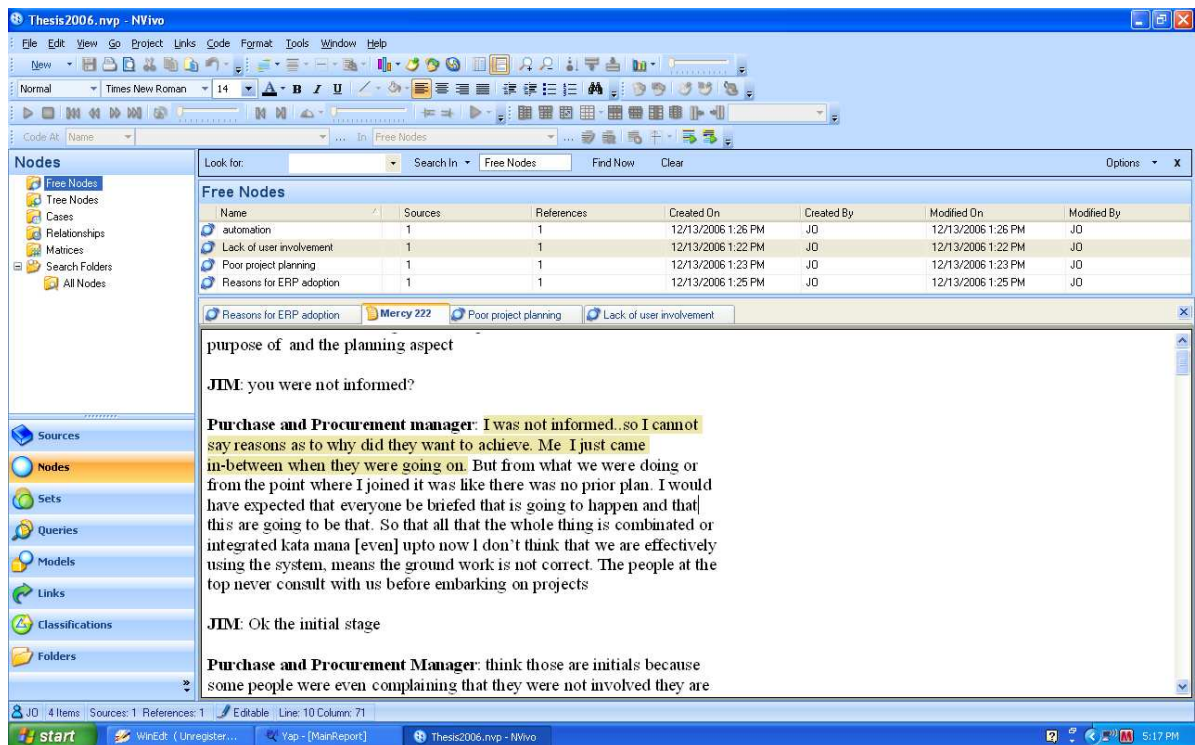 Thesis2006.nvp - NVivo
File Edit View Go Project Links Code Format Tools Window Help
New
Normal Times New Roman 14 A B I U
Code At Name In Free Nodes
Nodes
Free Nodes
Tree Nodes
Cases
Relationships
Matrices
Search Folders
All Nodes
Sources
Nodes
Sets
Queries
Models
Links
Classifications
Folders
Look for: Search In Free Nodes Find Now Clear Options x
Free Nodes
Name Sources References Created On Created By Modified On Modified By
automation 1 1 12/13/2006 1:26 PM JO 12/13/2006 1:26 PM JO
Lack of user involvement 1 1 12/13/2006 1:22 PM JO 12/13/2006 1:22 PM JO
Poor project planning 1 1 12/13/2006 1:23 PM JO 12/13/2006 1:23 PM JO
Reasons for ERP adoption 1 1 12/13/2006 1:25 PM JO 12/13/2006 1:25 PM JO
Reasons for ERP adoption Mercy 222 Poor project planning Lack of user involvement
purpose of and the planning aspect
JIM: you were not informed?
Purchase and Procurement manager: I was not informed..so I cannot
say reasons as to why did they want to achieve. Me I just came
in-between when they were going on. But from what we were doing or
from the point where I joined it was like there was no prior plan. I would
have expected that everyone be briefed that is going to happen and that
this are going to be that. So that all that the whole thing is combinated or
integrated kata mana [even] upto now l don't think that we are effectively
using the system, means the ground work is not correct. The people at the
top never consult with us before embarking on projects
JIM: Ok the initial stage
Purchase and Procurement Manager: think those are initials because
some people were even complaining that they were not involved they are
JO 4 Items Sources: 1 References: 1 Editable Line: 10 Column: 71
start WinEdt (Unregister... Yap - [MainReport] Thesis2006.nvp - NVivo 5:17 PM